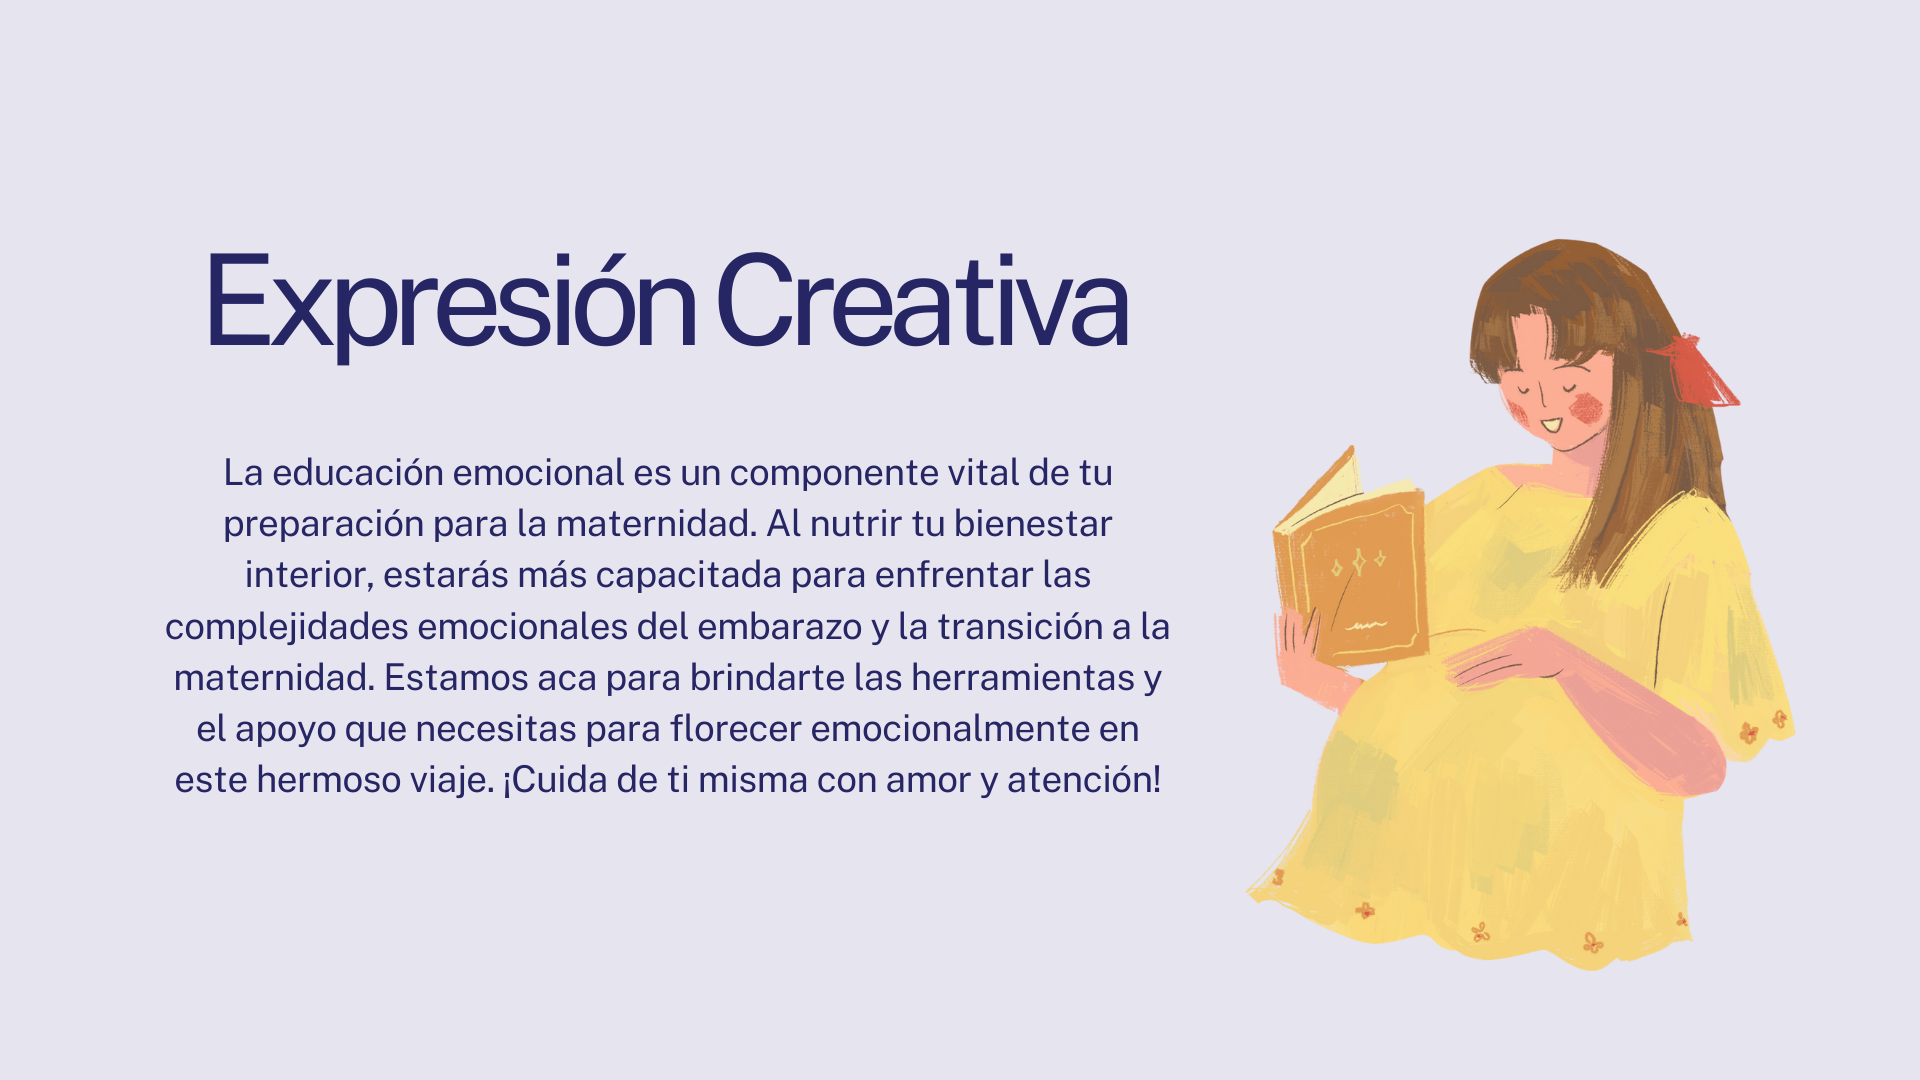 Expresión Creativa
La educación emocional es un componente vital de tu
preparación para la maternidad. Al nutrir tu bienestar
interior, estarás más capacitada para enfrentar las
complejidades emocionales del embarazo y la transición a la
maternidad. Estamos aca para brindarte las herramientas y
el apoyo que necesitas para florecer emocionalmente en
este hermoso viaje. ¡Cuida de ti misma con amor y atención!